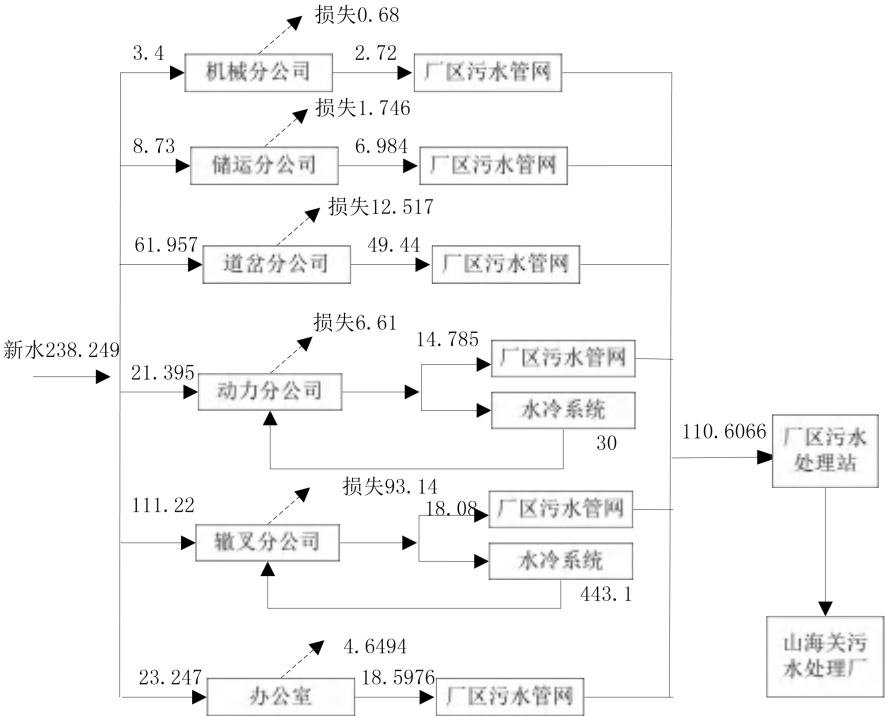 损失0.68
3.4
机械分公司
2.72
厂区污水管网
损失1.746
8.73
储运分公司
6.984
厂区污水管网
损失12.517
61.957
道岔分公司
49.44
厂区污水管网
新水238.249
损失6.61
21.395
动力分公司
14.785
厂区污水管网
水冷系统
30
110.6066
厂区污水
处理站
损失93.14
111.22
辙叉分公司
18.08
厂区污水管网
水冷系统
443.1
山海关污
水处理厂
4.6494
23.247
办公室
18.5976
厂区污水管网